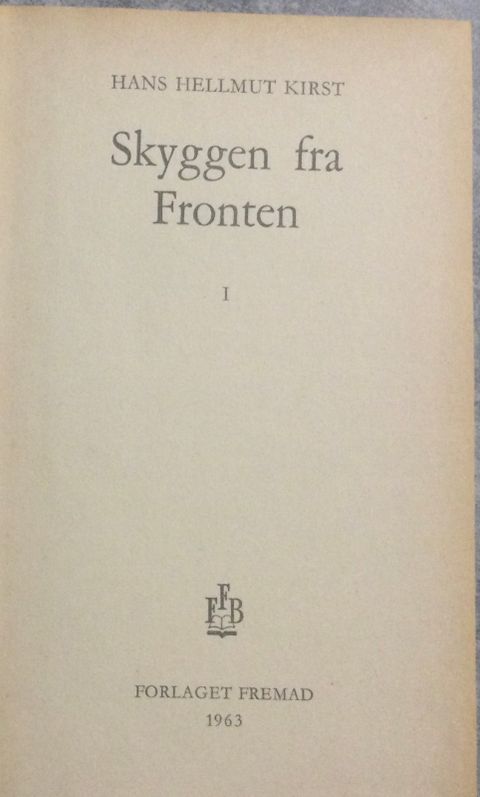 HANS HELLMUT KIRST
Skyggen fra
Fronten
I
FFB
FORLAGET FREMAD
1963